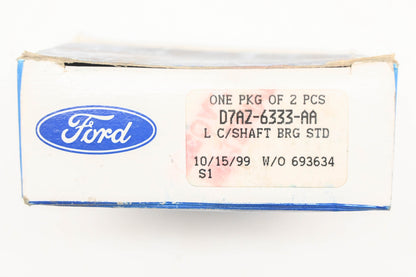 Ford
ONE PKG OF 2 PCS
D7AZ-6333-AA
L C/SHAFT BRG STD
10/15/99 W/O 693634
S1